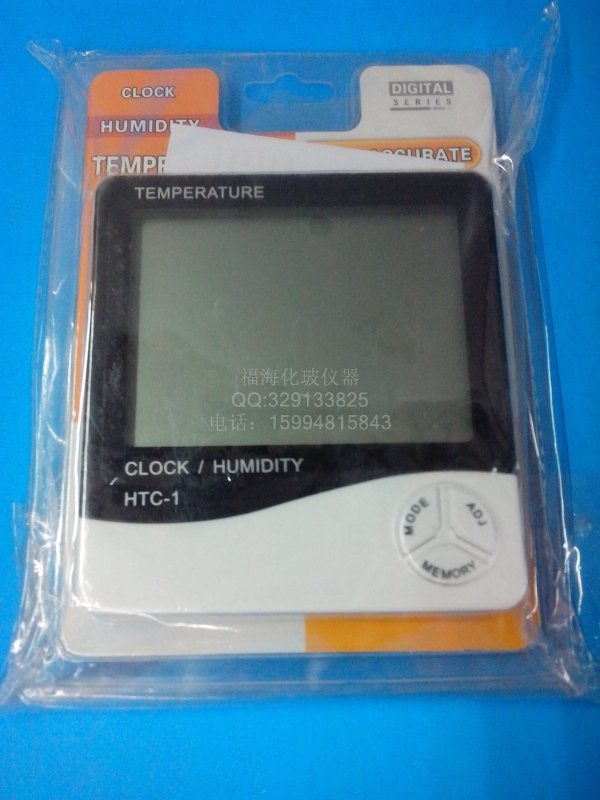 CLOCK
DIGITAL
SERIES
HUMIDITY
TEMPERATURE
CLOCK / HUMIDITY
HTC-1
MODE
ADJ
MEMORY
福海化玻仪器
QQ:329133825
电话：15994815843